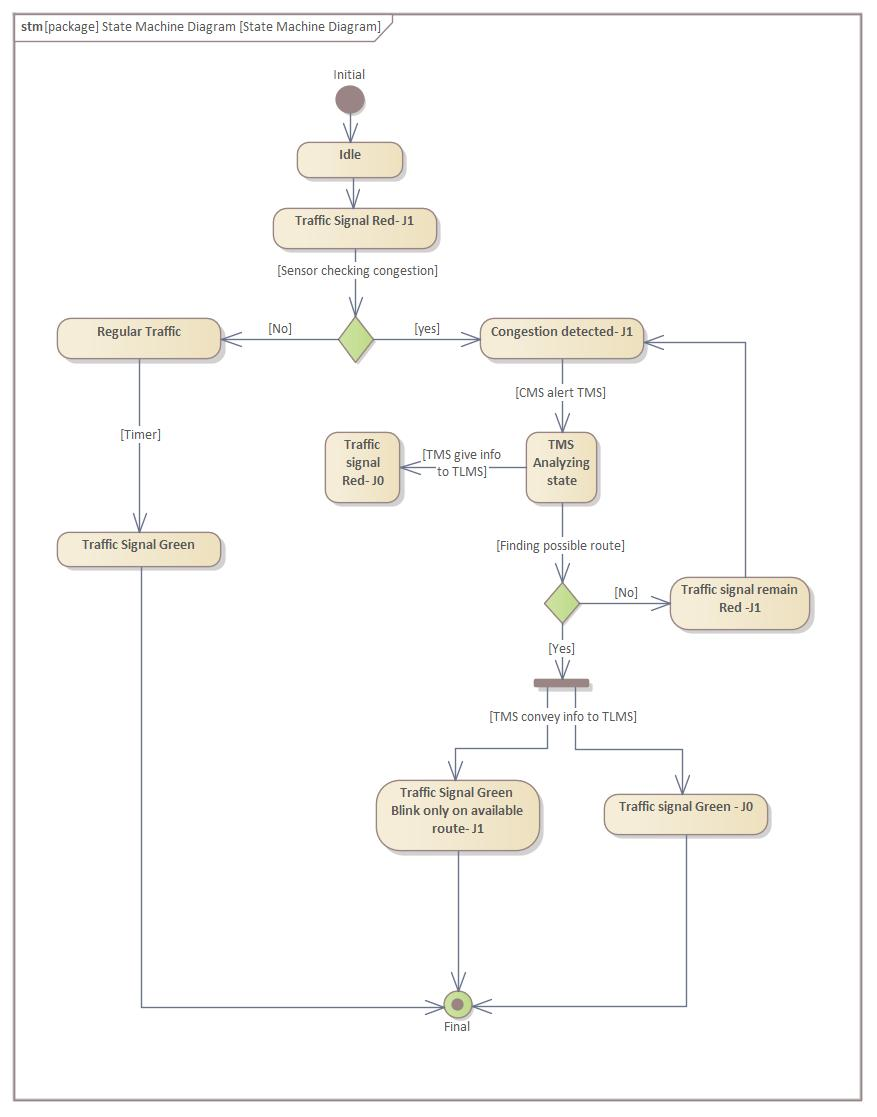 stm [package] State Machine Diagram [State Machine Diagram]
Initial
Idle
Traffic Signal Red- J1
[Sensor checking congestion]
Regular Traffic
[No]
[yes]
Congestion detected- J1
[CMS alert TMS]
[Timer]
Traffic
signal
Red- J0
[TMS give info
to TLMS]
TMS
Analyzing
state
Traffic Signal Green
[Finding possible route]
[No]
Traffic signal remain
Red -J1
[Yes]
[TMS convey info to TLMS]
Traffic Signal Green
Blink only on available
route- J1
Traffic signal Green - J0
Final